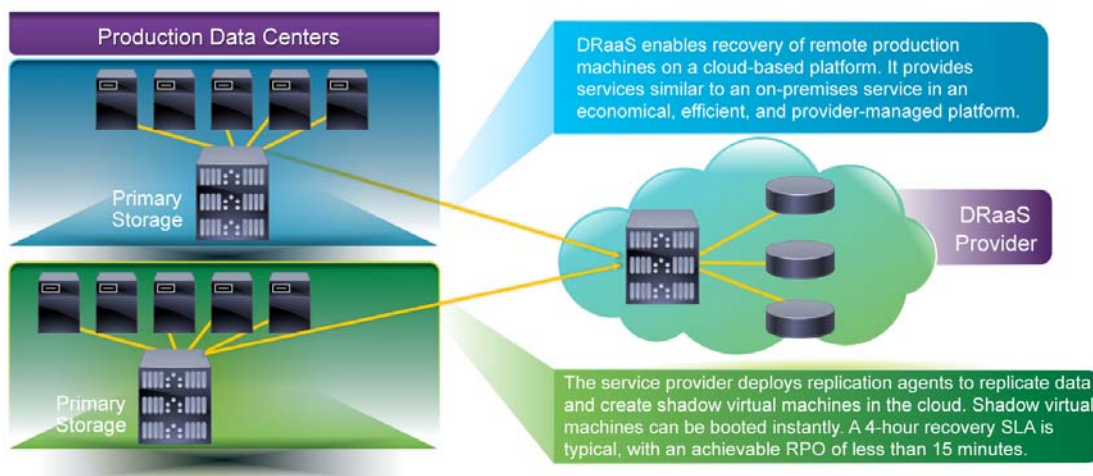 Production Data Centers
Primary
Storage
Primary
Storage
DRaaS enables recovery of remote production
machines on a cloud-based platform. It provides
services similar to an on-premises service in an
economical, efficient, and provider-managed platform.
DRaaS
Provider
The service provider deploys replication agents to replicate data
and create shadow virtual machines in the cloud. Shadow virtual
machines can be booted instantly. A 4-hour recovery SLA is
typical, with an achievable RPO of less than 15 minutes.